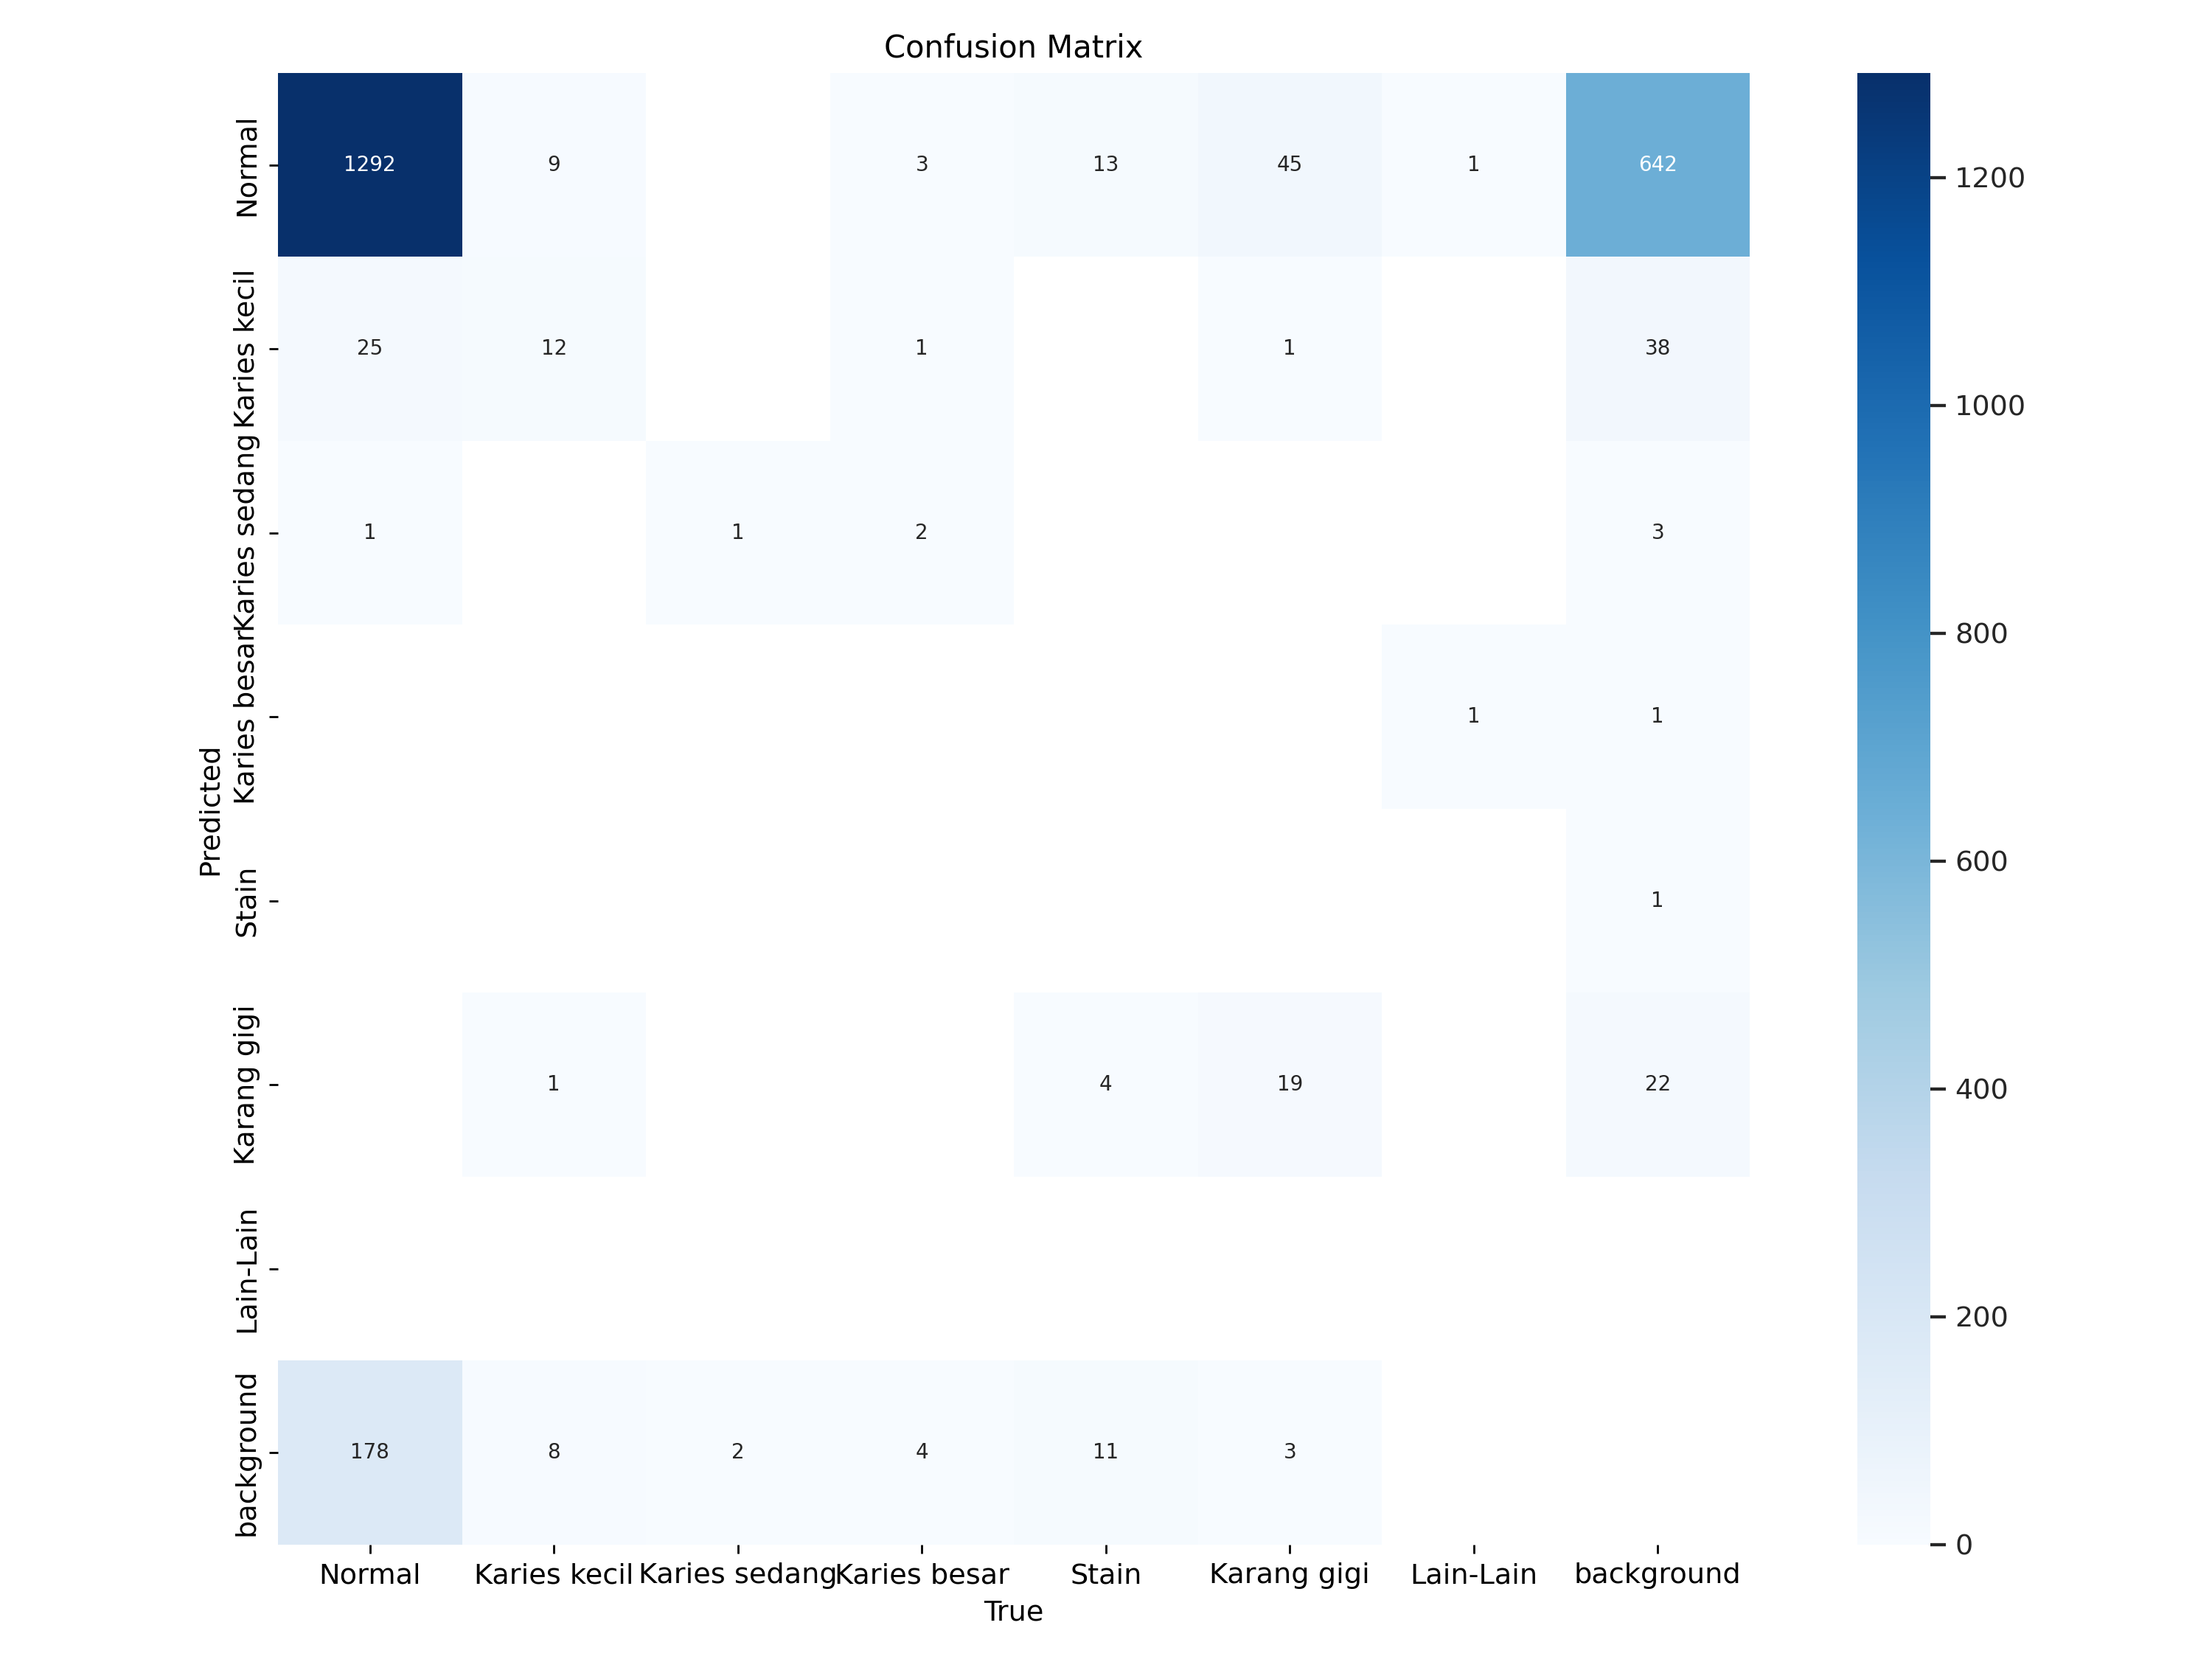 Confusion Matrix
Predicted
Normal
1292 9 3 13 45 1 642
Karies kecil
25 12 1 1 38
Karies sedang
1 1 2 3
Karies besar
1 1
Stain
1
Karang gigi
1 4 19 22
Lain-Lain
background
178 8 2 4 11 3
Normal Karies kecil Karies sedang Karies besar Stain Karang gigi Lain-Lain background
True
1200
1000
800
600
400
200
0